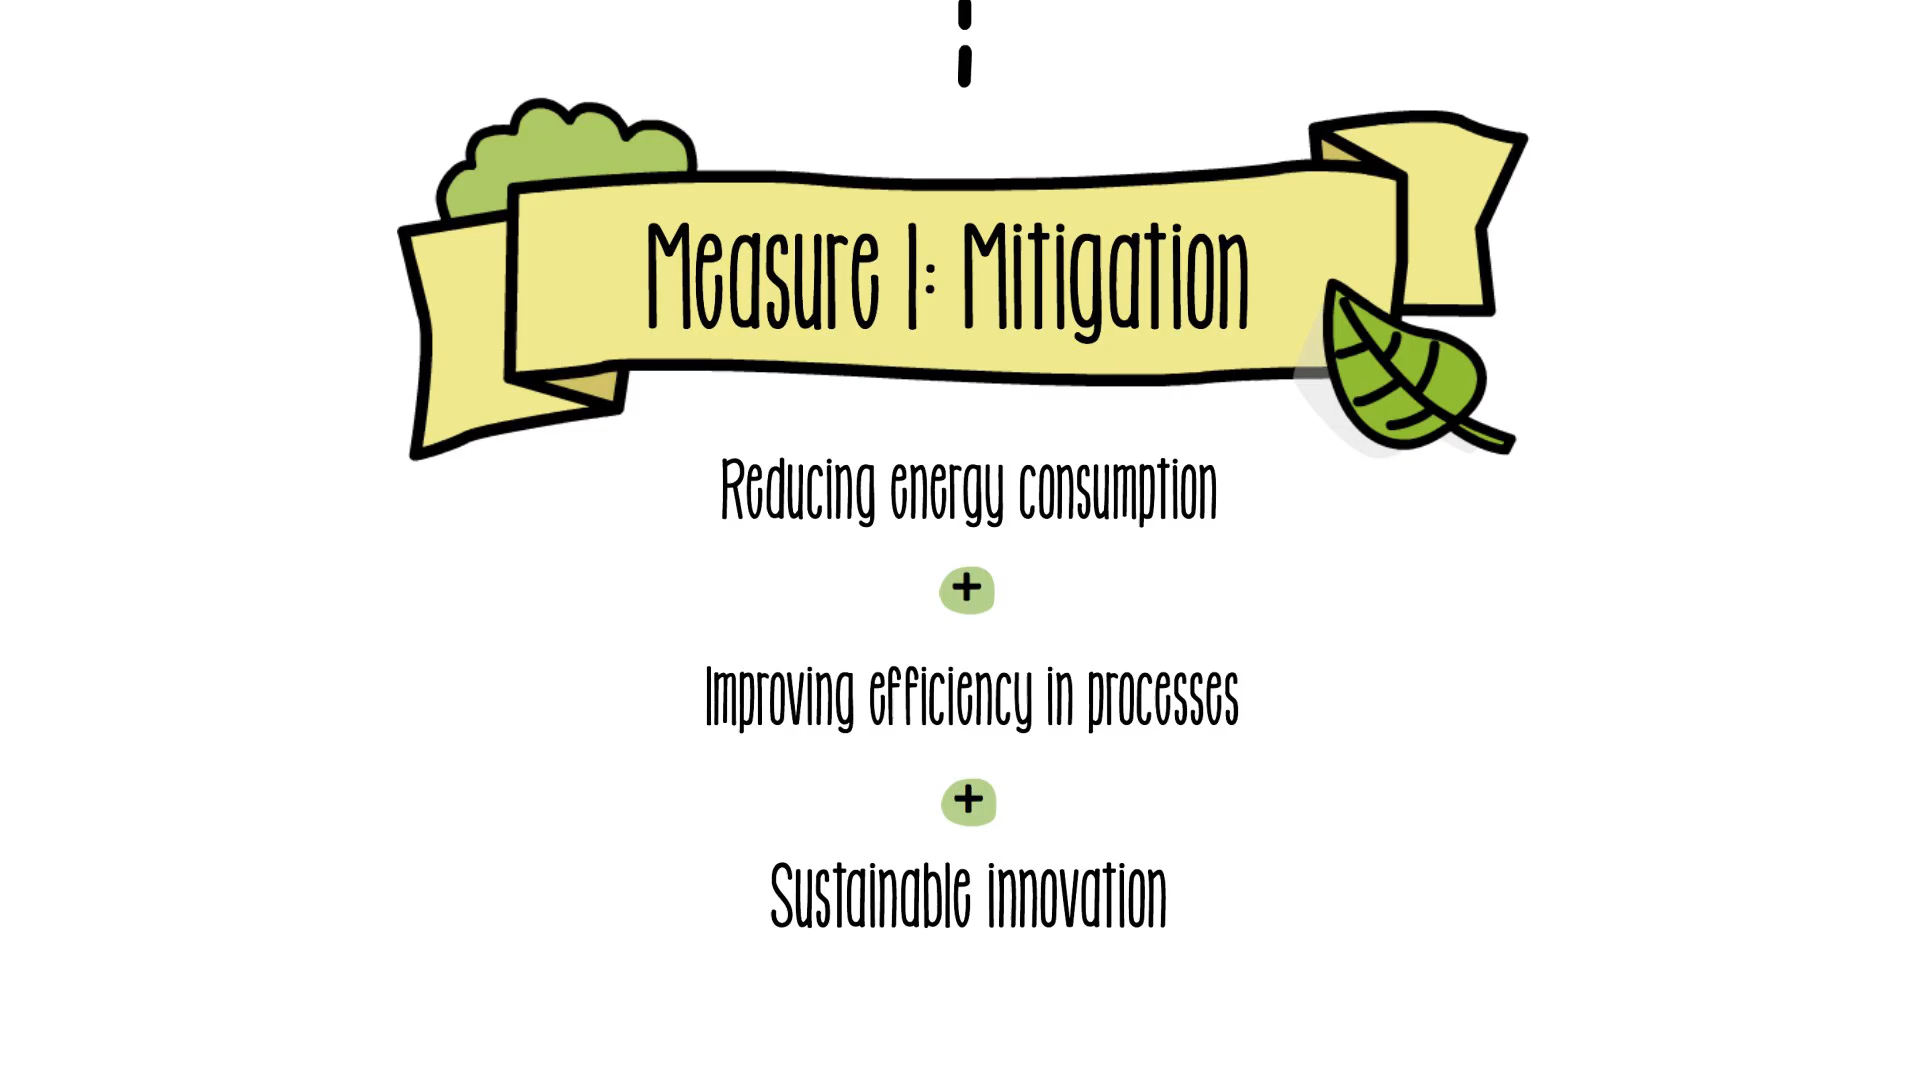 Measure 1: Mitigation
Reducing energy consumption
+
Improving efficiency in processes
+
Sustainable innovation